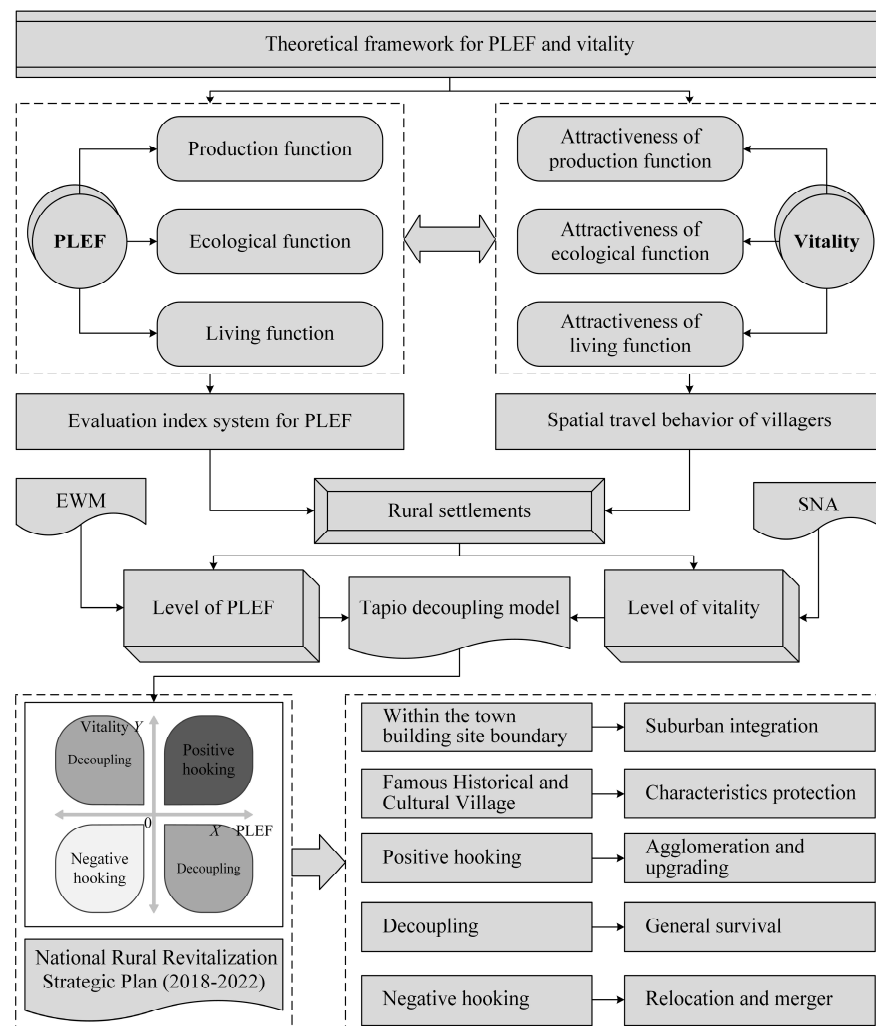 Theoretical framework for PLEF and vitality
Production function
Attractiveness of
production function
PLEF
Ecological function
Attractiveness of
ecological function
Vitality
Living function
Attractiveness of
living function
Evaluation index system for PLEF
Spatial travel behavior of villagers
EWM
Rural settlements
SNA
Level of PLEF
Tapio decoupling model
Level of vitality
Vitality Y
Decoupling
Positive
hooking
0
X PLEF
Negative
hooking
Decoupling
National Rural Revitalization
Strategic Plan (2018-2022)
Within the town
building site boundary
Suburban integration
Famous Historical and
Cultural Village
Characteristics protection
Positive hooking
Agglomeration and
upgrading
Decoupling
General survival
Negative hooking
Relocation and merger